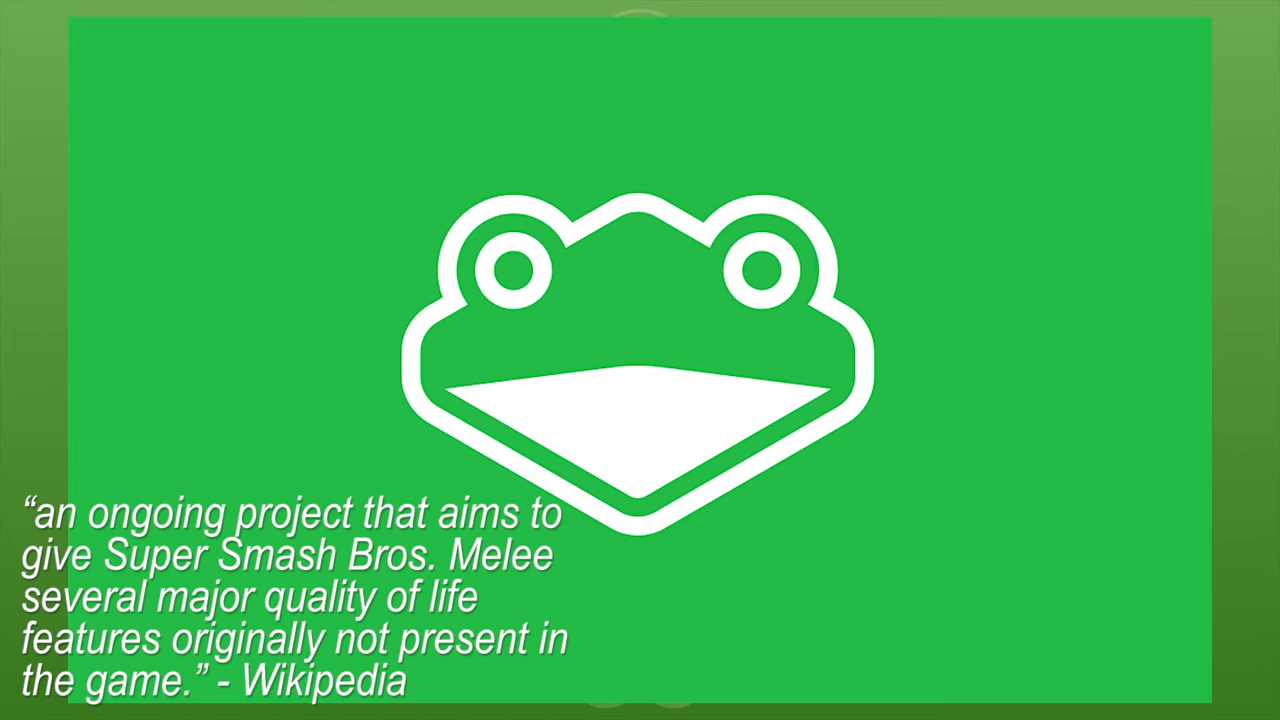 “an ongoing project that aims to
give Super Smash Bros. Melee
several major quality of life
features originally not present in
the game.” - Wikipedia